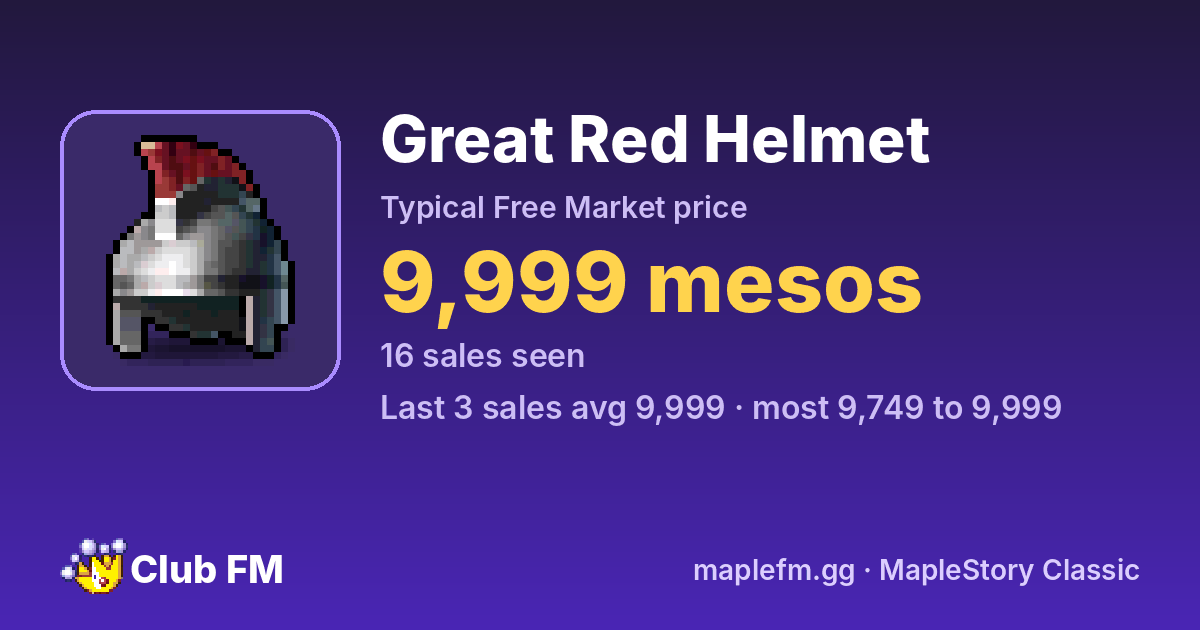 Great Red Helmet
Typical Free Market price
9,999 mesos
16 sales seen
Last 3 sales avg 9,999 · most 9,749 to 9,999
Club FM
maplefm.gg · MapleStory Classic